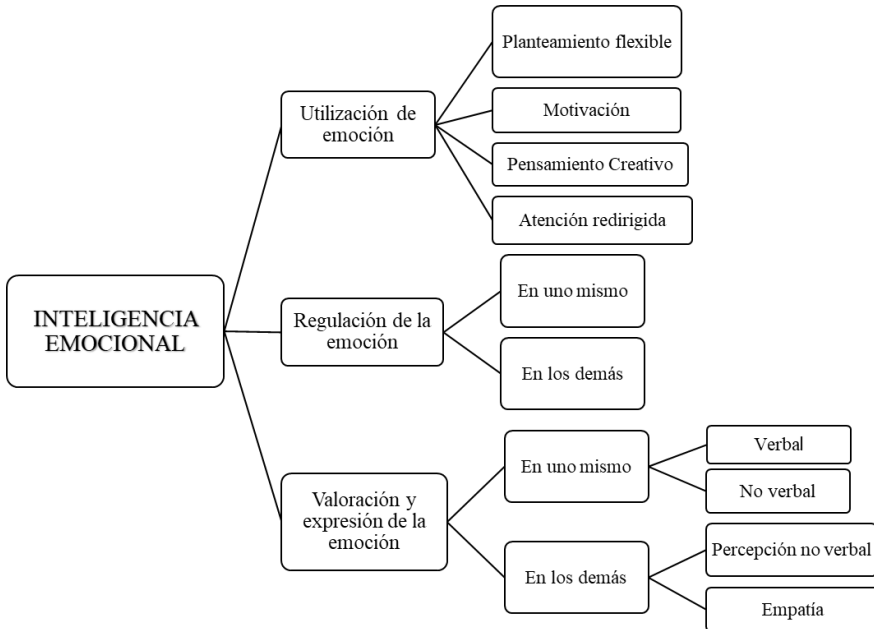 INTELIGENCIA
EMOCIONAL
Utilización de
emoción
Planteamiento flexible
Motivación
Pensamiento Creativo
Atención redirigida
Regulación de la
emoción
En uno mismo
En los demás
Valoración y
expresión de la
emoción
En uno mismo
Verbal
No verbal
En los demás
Percepción no verbal
Empatía